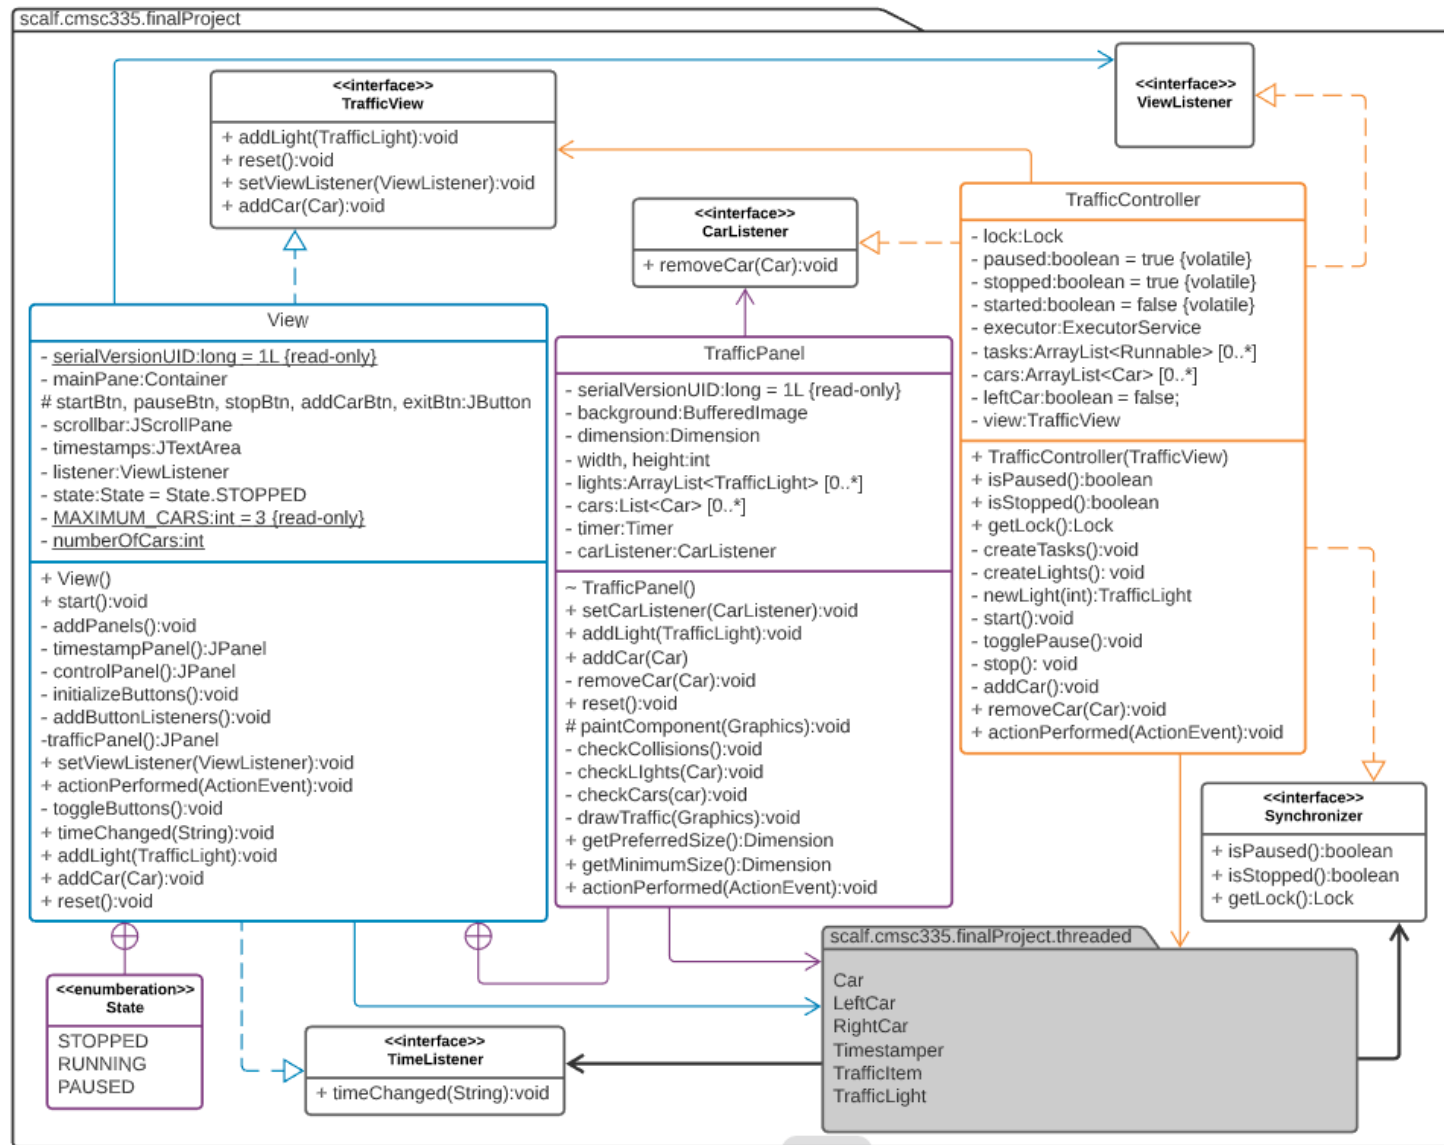 scalf.cmsc335.finalProject
<<interface>>
TrafficView
+ addLight(TrafficLight):void
+ reset():void
+ setViewListener(ViewListener):void
+ addCar(Car):void
<<interface>>
ViewListener
<<interface>>
CarListener
+ removeCar(Car):void
TrafficController
- lock:Lock
- paused:boolean = true {volatile}
- stopped:boolean = true {volatile}
- started:boolean = false {volatile}
- executor:ExecutorService
- tasks:ArrayList<Runnable> [0..*]
- cars:ArrayList<Car> [0..*]
- leftCar:boolean = false;
- view:TrafficView
+ TrafficController(TrafficView)
+ isPaused():boolean
+ isStopped():boolean
+ getLock():Lock
- createTasks():void
- createLights(): void
- newLight(int):TrafficLight
- start():void
- togglePause():void
- stop(): void
- addCar():void
+ removeCar(Car):void
+ actionPerformed(ActionEvent):void
View
- serialVersionUID:long = 1L {read-only}
- mainPane:Container
# startBtn, pauseBtn, stopBtn, addCarBtn, exitBtn:JButton
- scrollbar:JScrollPane
- timestamps:JTextArea
- listener:ViewListener
- state:State = State.STOPPED
- MAXIMUM_CARS:int = 3 {read-only}
- numberOfCars:int
+ View()
+ start():void
- addPanels():void
- timestampPanel():JPanel
- controlPanel():JPanel
- initializeButtons():void
- addButtonListeners():void
-trafficPanel():JPanel
+ setViewListener(ViewListener):void
+ actionPerformed(ActionEvent):void
- toggleButtons():void
+ timeChanged(String):void
+ addLight(TrafficLight):void
+ addCar(Car):void
+ reset():void
TrafficPanel
- serialVersionUID:long = 1L {read-only}
- background:BufferedImage
- dimension:Dimension
- width, height:int
- lights:ArrayList<TrafficLight> [0..*]
- cars:List<Car> [0..*]
- timer:Timer
- carListener:CarListener
~ TrafficPanel()
+ setCarListener(CarListener):void
+ addLight(TrafficLight):void
+ addCar(Car)
- removeCar(Car):void
+ reset():void
# paintComponent(Graphics):void
- checkCollisions():void
- checkLIghts(Car):void
- checkCars(car):void
- drawTraffic(Graphics):void
+ getPreferredSize():Dimension
+ getMinimumSize():Dimension
+ actionPerformed(ActionEvent):void
<<interface>>
Synchronizer
+ isPaused():boolean
+ isStopped():boolean
+ getLock():Lock
<<enumberation>>
State
STOPPED
RUNNING
PAUSED
<<interface>>
TimeListener
+ timeChanged(String):void
scalf.cmsc335.finalProject.threaded
Car
LeftCar
RightCar
Timestamper
TrafficItem
TrafficLight